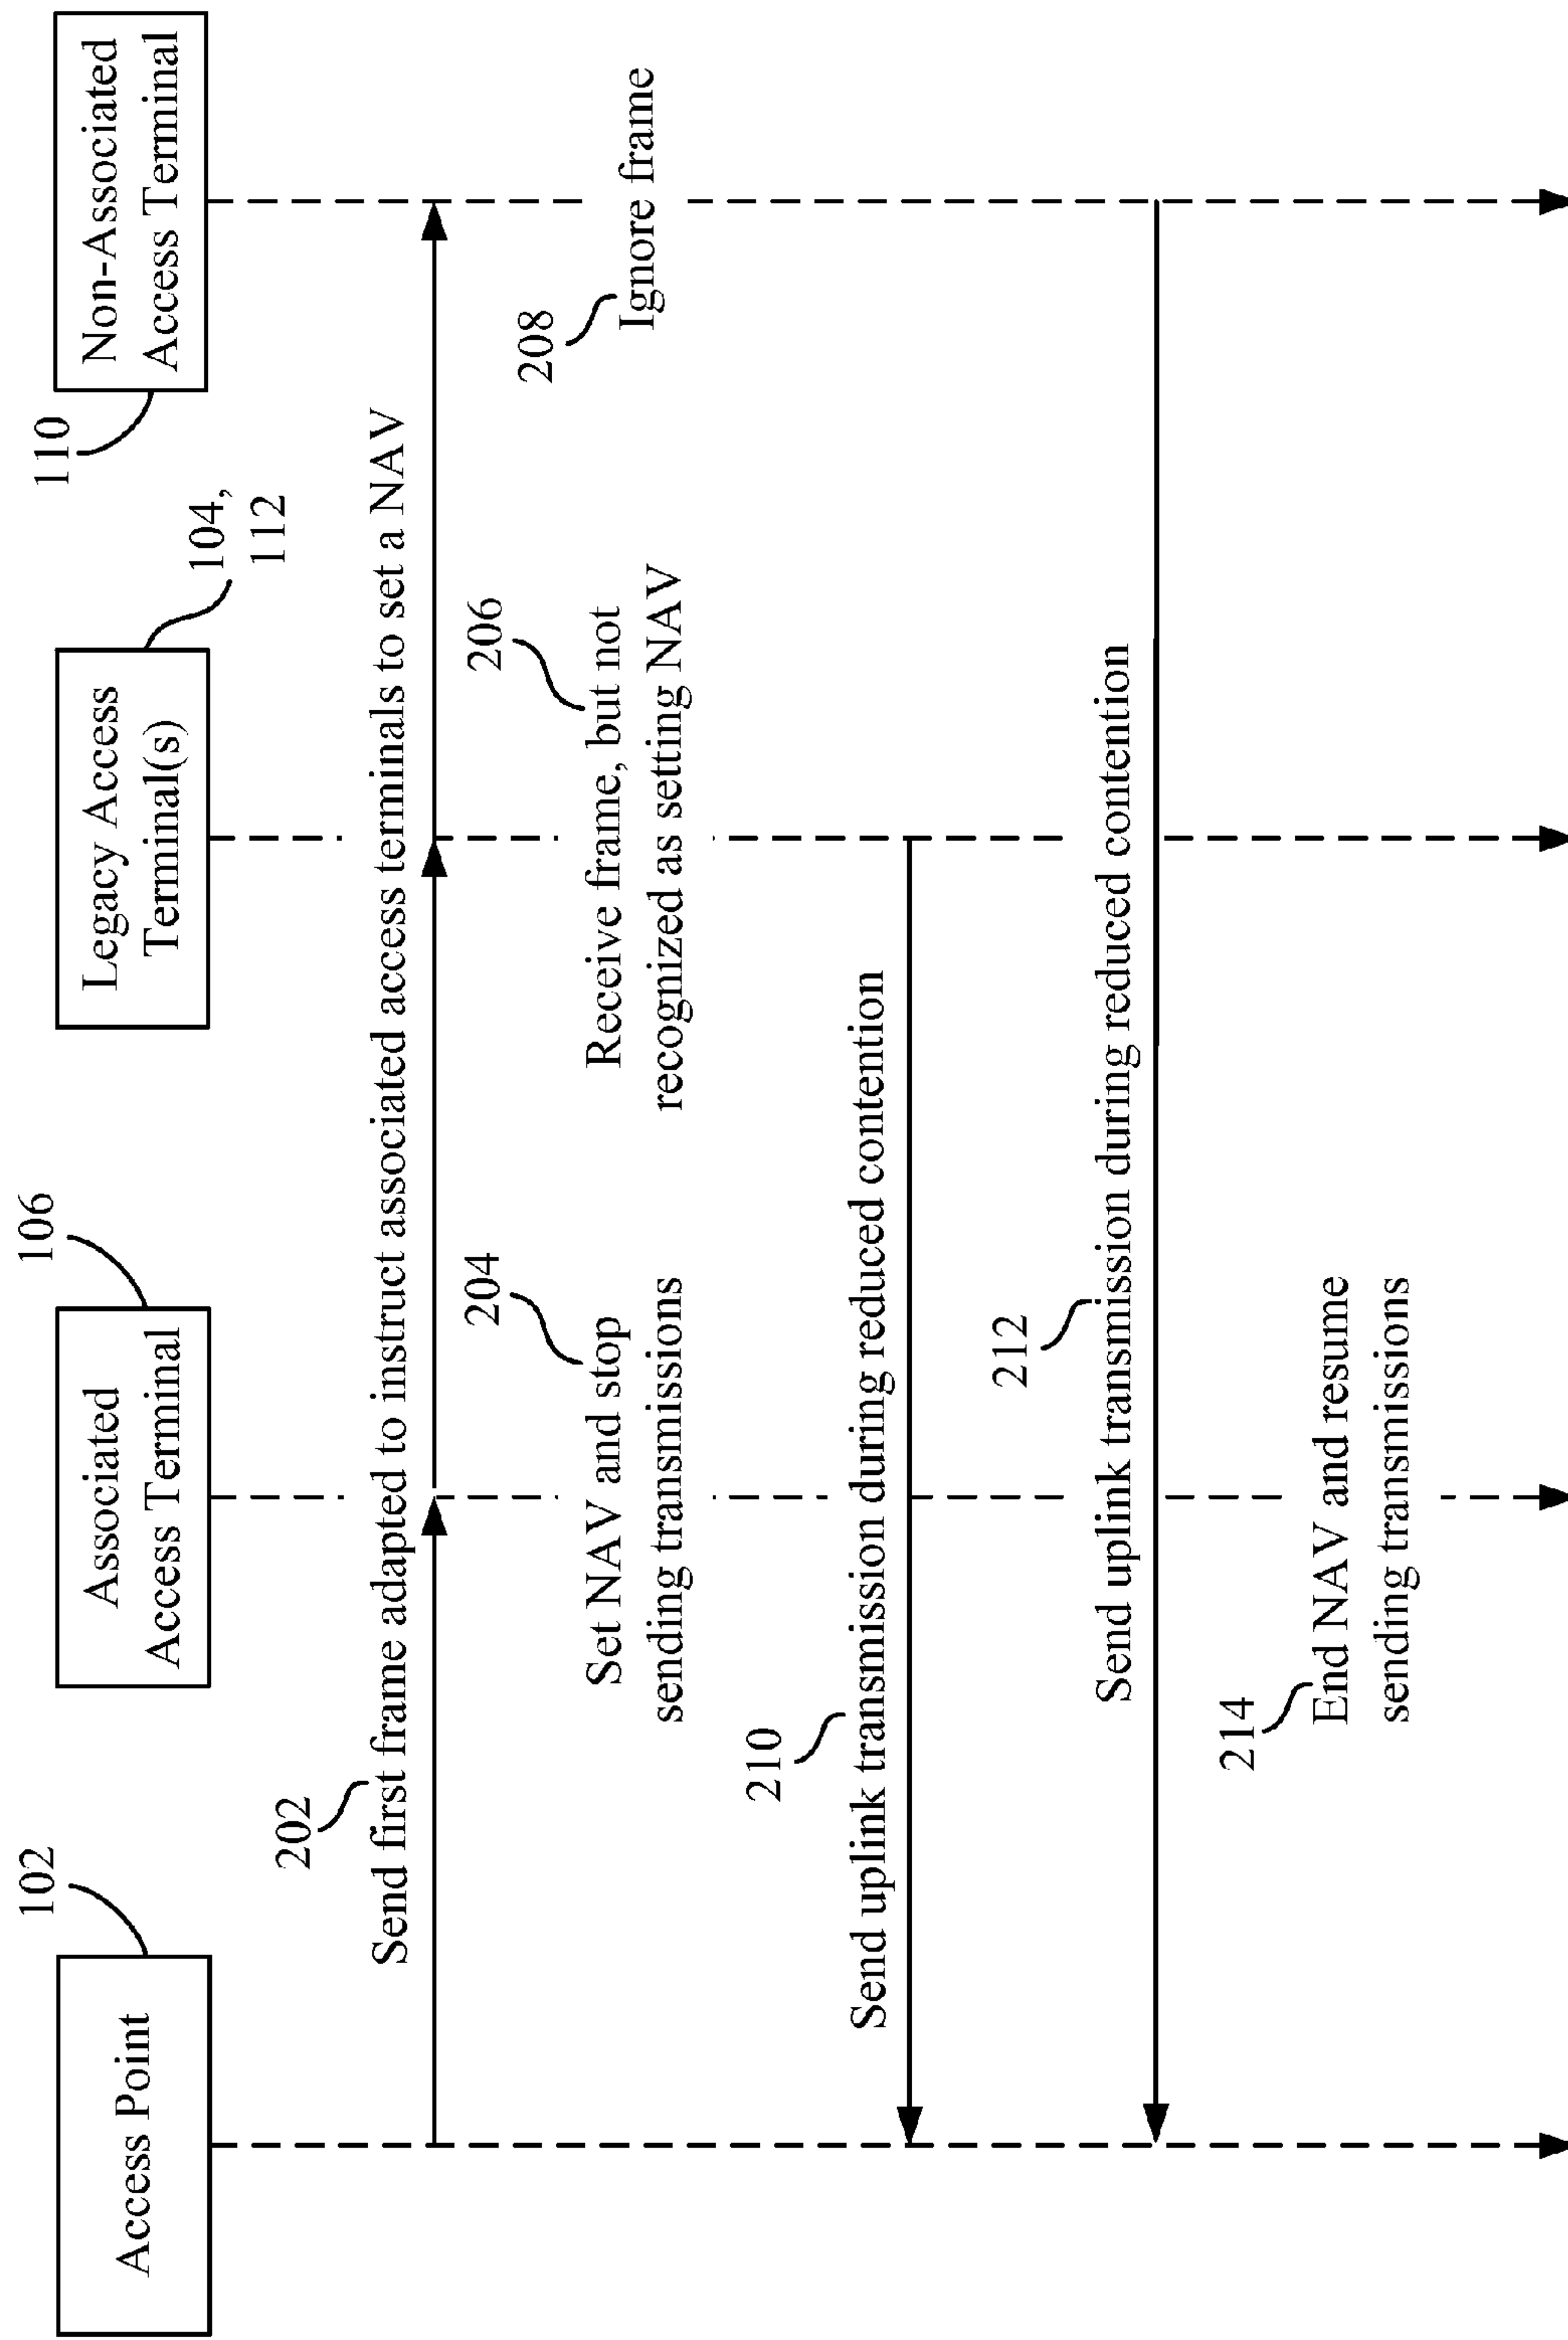 102
Access Point
106
Associated
Access Terminal
104,
112
Legacy Access
Terminal(s)
110
Non-Associated
Access Terminal
202
Send first frame adapted to instruct associated access terminals to set a NAV
204
Set NAV and stop
sending transmissions
206
Receive frame, but not
recognized as setting NAV
208
Ignore frame
210
Send uplink transmission during reduced contention
212
Send uplink transmission during reduced contention
214
End NAV and resume
sending transmissions